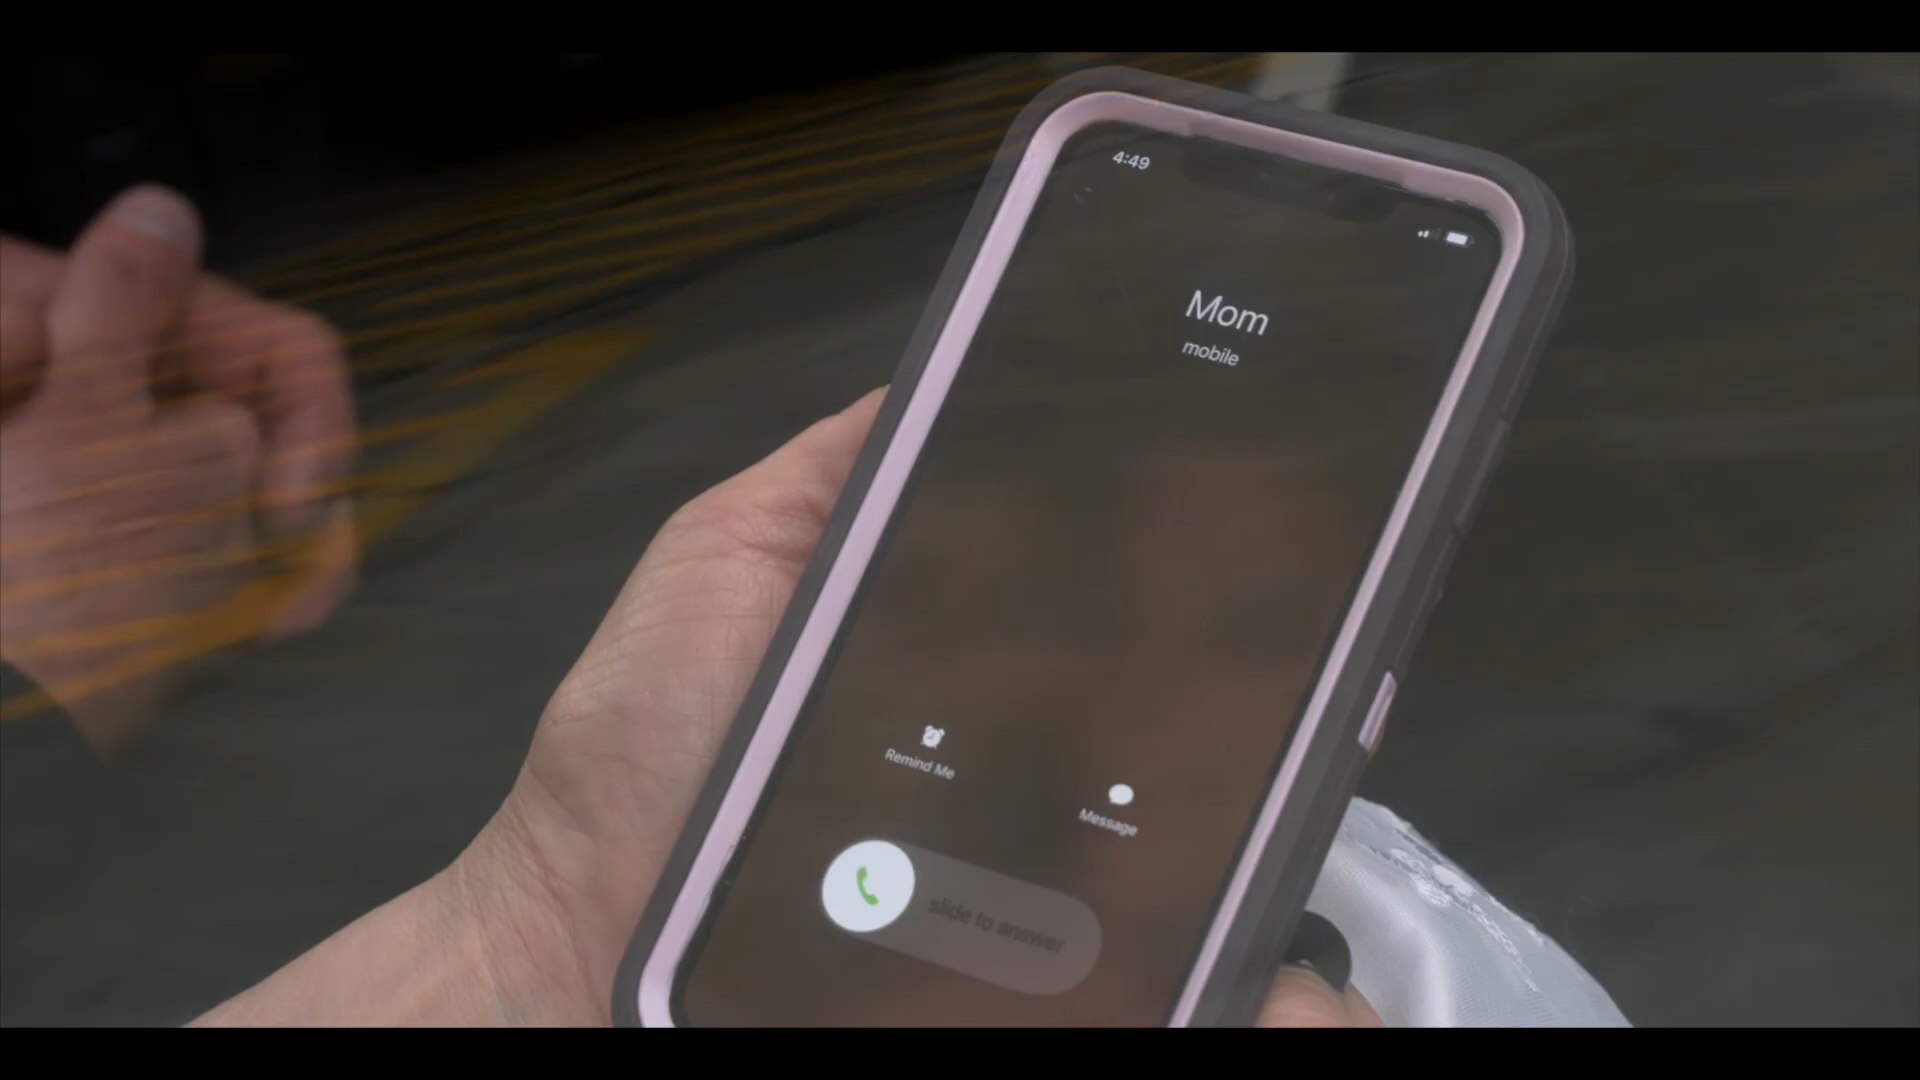 4:49
Mom
mobile
Remind Me
Message
slide to answer